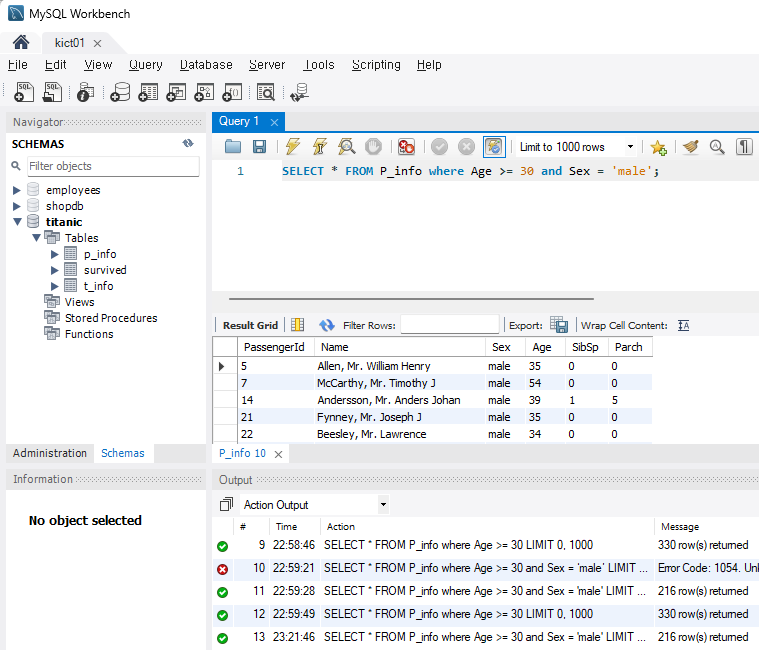 MySQL Workbench
kict01
File Edit View Query Database Server Tools Scripting Help
Navigator
SCHEMAS
Filter objects
employees
shopdb
titanic
Tables
p_info
survived
t_info
Views
Stored Procedures
Functions
Administration Schemas
Information
No object selected
Query 1
Limit to 1000 rows
1 SELECT * FROM P_info where Age >= 30 and Sex = 'male';
Result Grid Filter Rows: Export: Wrap Cell Content:
PassengerId Name Sex Age SibSp Parch
5 Allen, Mr. William Henry male 35 0 0
7 McCarthy, Mr. Timothy J male 54 0 0
14 Andersson, Mr. Anders Johan male 39 1 5
21 Fynney, Mr. Joseph J male 35 0 0
22 Beesley, Mr. Lawrence male 34 0 0
P_info 10
Output
Action Output
# Time Action Message
9 22:58:46 SELECT * FROM P_info where Age >= 30 LIMIT 0, 1000 330 row(s) returned
10 22:59:21 SELECT * FROM P_info where Age >= 30 and Sex = 'male' LIMIT ... Error Code: 1054. Unl
11 22:59:28 SELECT * FROM P_info where Age >= 30 and Sex = 'male' LIMIT ... 216 row(s) returned
12 22:59:49 SELECT * FROM P_info where Age >= 30 LIMIT 0, 1000 330 row(s) returned
13 23:21:46 SELECT * FROM P_info where Age >= 30 and Sex = 'male' LIMIT ... 216 row(s) returned